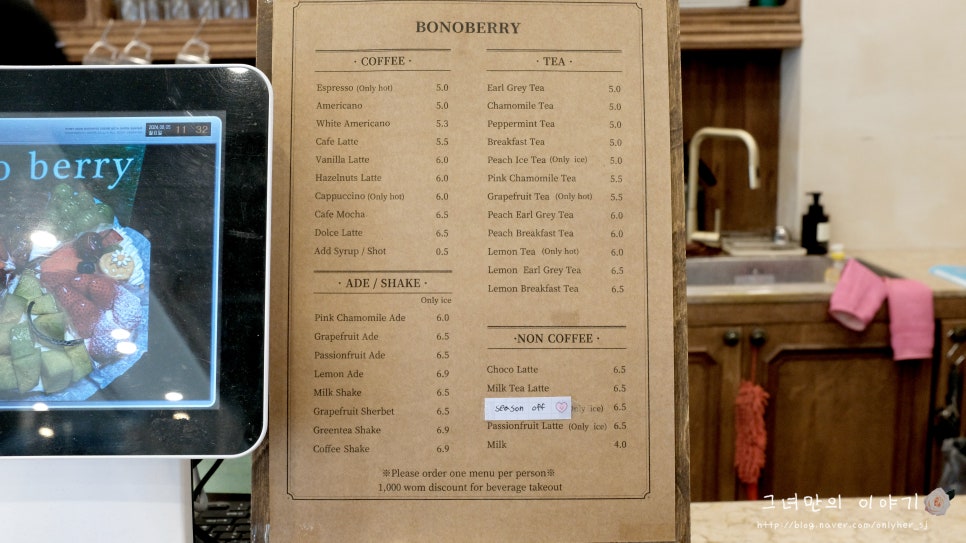 BONOBERRY
· COFFEE ·
Espresso (Only hot) 5.0
Americano 5.0
White Americano 5.3
Cafe Latte 5.5
Vanilla Latte 6.0
Hazelnuts Latte 6.0
Cappuccino (Only hot) 6.0
Cafe Mocha 6.5
Dolce Latte 6.5
Add Syrup / Shot 0.5
· ADE / SHAKE ·
Only ice
Pink Chamomile Ade 6.0
Grapefruit Ade 6.5
Passionfruit Ade 6.5
Lemon Ade 6.9
Milk Shake 6.5
Grapefruit Sherbet 6.5
Greentea Shake 6.9
Coffee Shake 6.9
· TEA ·
Earl Grey Tea 5.0
Chamomile Tea 5.0
Peppermint Tea 5.0
Breakfast Tea 5.0
Peach Ice Tea (Only ice) 5.0
Pink Chamomile Tea 5.5
Grapefruit Tea (Only hot) 5.5
Peach Earl Grey Tea 6.0
Peach Breakfast Tea 6.0
Lemon Tea (Only hot) 6.0
Lemon Earl Grey Tea 6.5
Lemon Breakfast Tea 6.5
·NON COFFEE ·
Choco Latte 6.5
Milk Tea Latte 6.5
season off ice) 6.5
Passionfruit Latte (Only ice) 6.5
Milk 4.0
※Please order one menu per person※
1,000 wom discount for beverage takeout
o berry
11 32
그녀만의 이야기
http://blog.naver.com/onlyher_sj